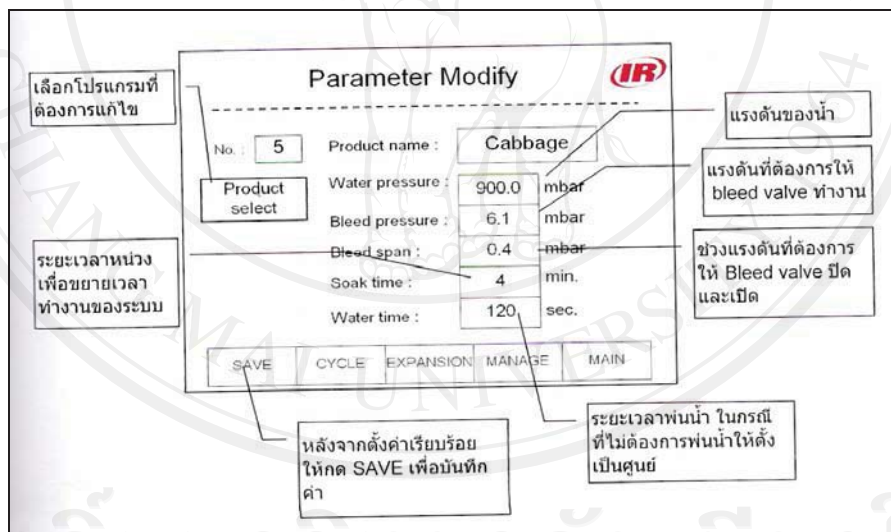 Parameter Modify
IR
เลือกโปรแกรมที่
ต้องการแก้ไข
No. : 5
Product name : Cabbage
แรงดันของน้ำ
Product
select
Water pressure : 900.0 mbar
แรงดันที่ต้องการให้
bleed valve ทำงาน
Bleed pressure : 6.1 mbar
Bleed span : 0.4 mbar
ช่วงแรงดันที่ต้องการ
ให้ Bleed valve ปิด
และเปิด
ระยะเวลาหน่วง
เพื่อขยายเวลา
ทำงานของระบบ
Soak time : 4 min.
Water time : 120 sec.
SAVE CYCLE EXPANSION MANAGE MAIN
หลังจากตั้งค่าเรียบร้อย
ให้กด SAVE เพื่อบันทึก
ค่า
ระยะเวลาพ่นน้ำ ในกรณี
ที่ไม่ต้องการพ่นน้ำให้ตั้ง
เป็นศูนย์
CHIANG MAI UNIVERSITY 1964